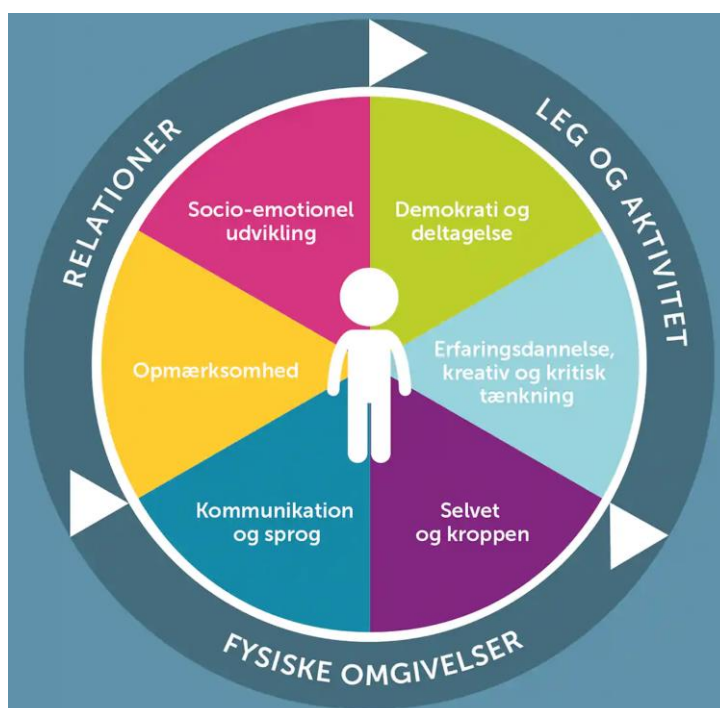 RELATIONER
LEG OG AKTIVITET
Socio-emotionel
udvikling
Demokrati og
deltagelse
Opmærksomhed
Erfaringsdannelse,
kreativ og kritisk
tænkning
Kommunikation
og sprog
Selvet
og kroppen
FYSISKE OMGIVELSER